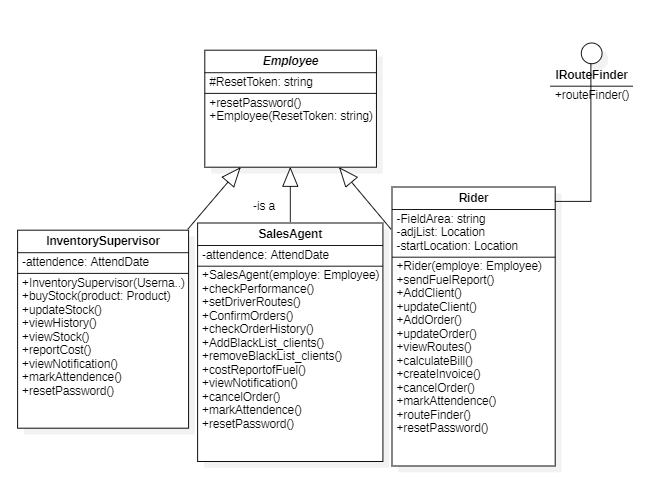 Employee
#ResetToken: string
+resetPassword()
+Employee(ResetToken: string)
IRouteFinder
+routeFinder()
-is a
InventorySupervisor
-attendence: AttendDate
+InventorySupervisor(Userna..)
+buyStock(product: Product)
+updateStock()
+viewHistory()
+viewStock()
+reportCost()
+viewNotification()
+markAttendence()
+resetPassword()
SalesAgent
-attendence: AttendDate
+SalesAgent(employe: Employee)
+checkPerformance()
+setDriverRoutes()
+ConfirmOrders()
+checkOrderHistory()
+AddBlackList_clients()
+removeBlackList_clients()
+costReportofFuel()
+viewNotification()
+cancelOrder()
+markAttendence()
+resetPassword()
Rider
-FieldArea: string
-adjList: Location
-startLocation: Location
+Rider(employe: Employee)
+sendFuelReport()
+AddClient()
+updateClient()
+AddOrder()
+updateOrder()
+viewRoutes()
+calculateBill()
+createInvoice()
+cancelOrder()
+markAttendence()
+routeFinder()
+resetPassword()